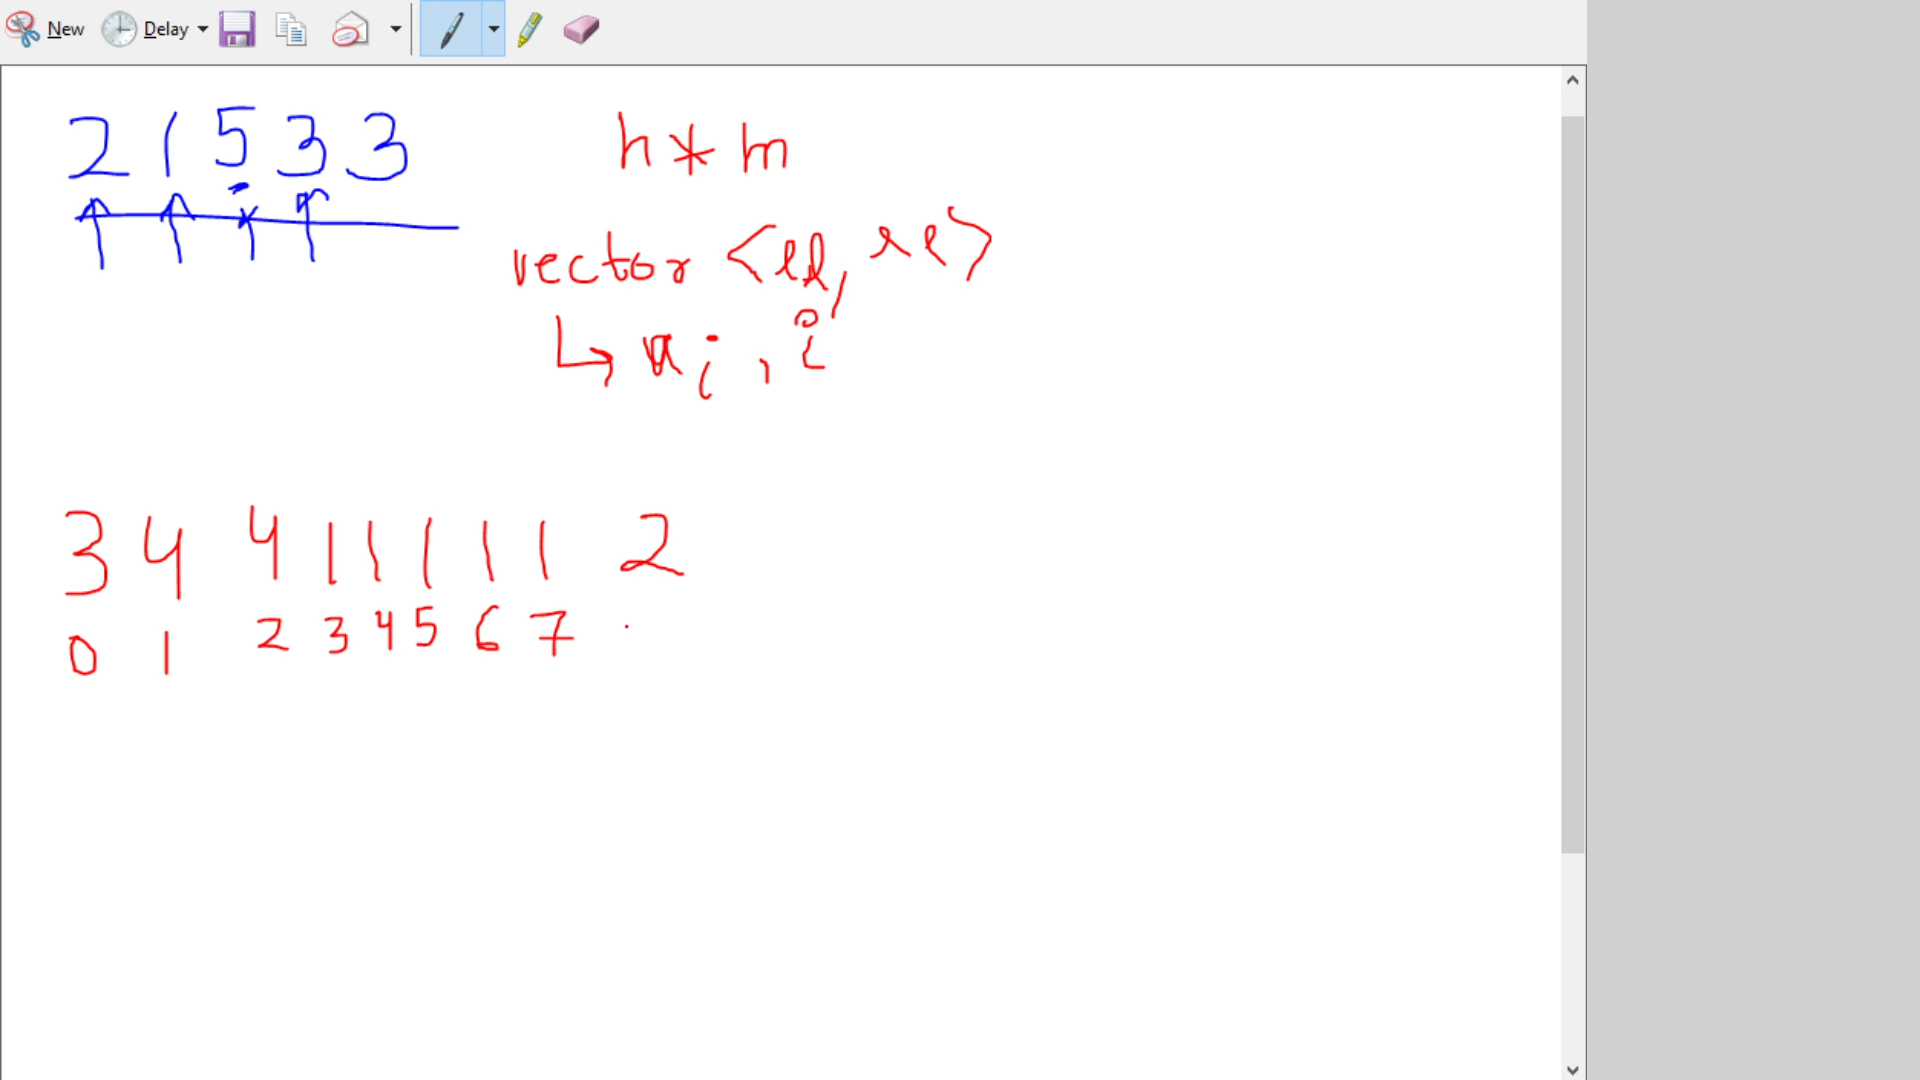 New Delay
2 1 5 3 3
n * m
vector <ll, ll>
a i , i
3 4 4 1 1 1 1 1 2
0 1 2 3 4 5 6 7